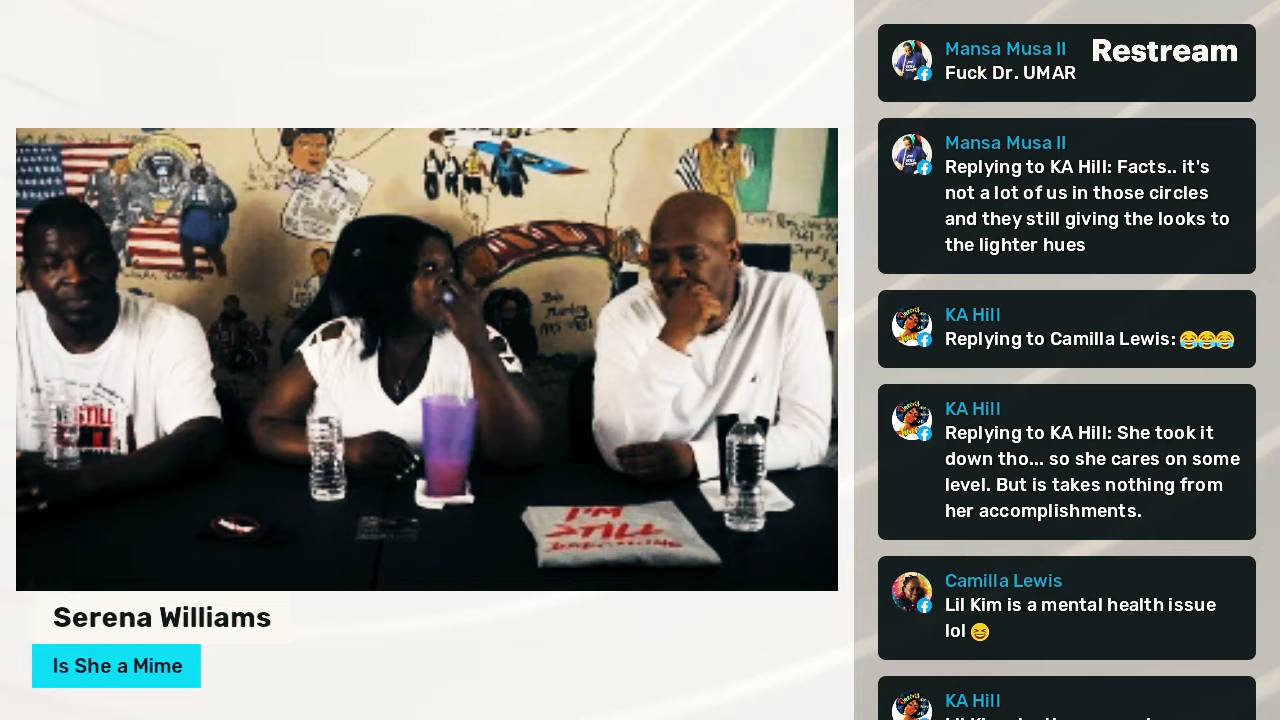 Mansa Musa II
Restream
Fuck Dr. UMAR
Mansa Musa II
Replying to KA Hill: Facts.. it's
not a lot of us in those circles
and they still giving the looks to
the lighter hues
KA Hill
Replying to Camilla Lewis: 😂😂😂
KA Hill
Replying to KA Hill: She took it
down tho... so she cares on some
level. But is takes nothing from
her accomplishments.
Camilla Lewis
Lil Kim is a mental health issue
lol 😆
KA Hill
STILL
I'M
STILL
Bob
Marley
Serena Williams
Is She a Mime